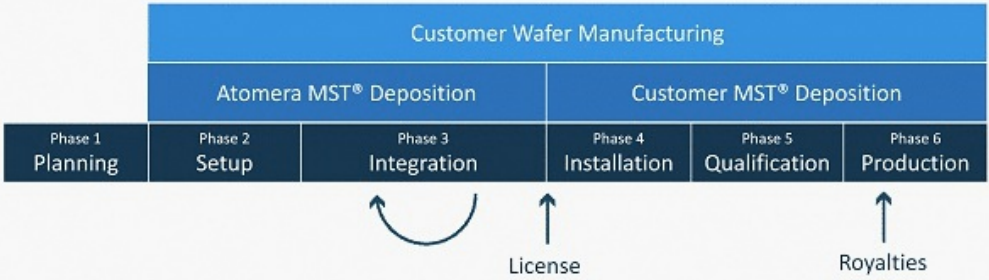 Customer Wafer Manufacturing
Atomera MST® Deposition
Customer MST® Deposition
Phase 1
Planning
Phase 2
Setup
Phase 3
Integration
Phase 4
Installation
Phase 5
Qualification
Phase 6
Production
License
Royalties